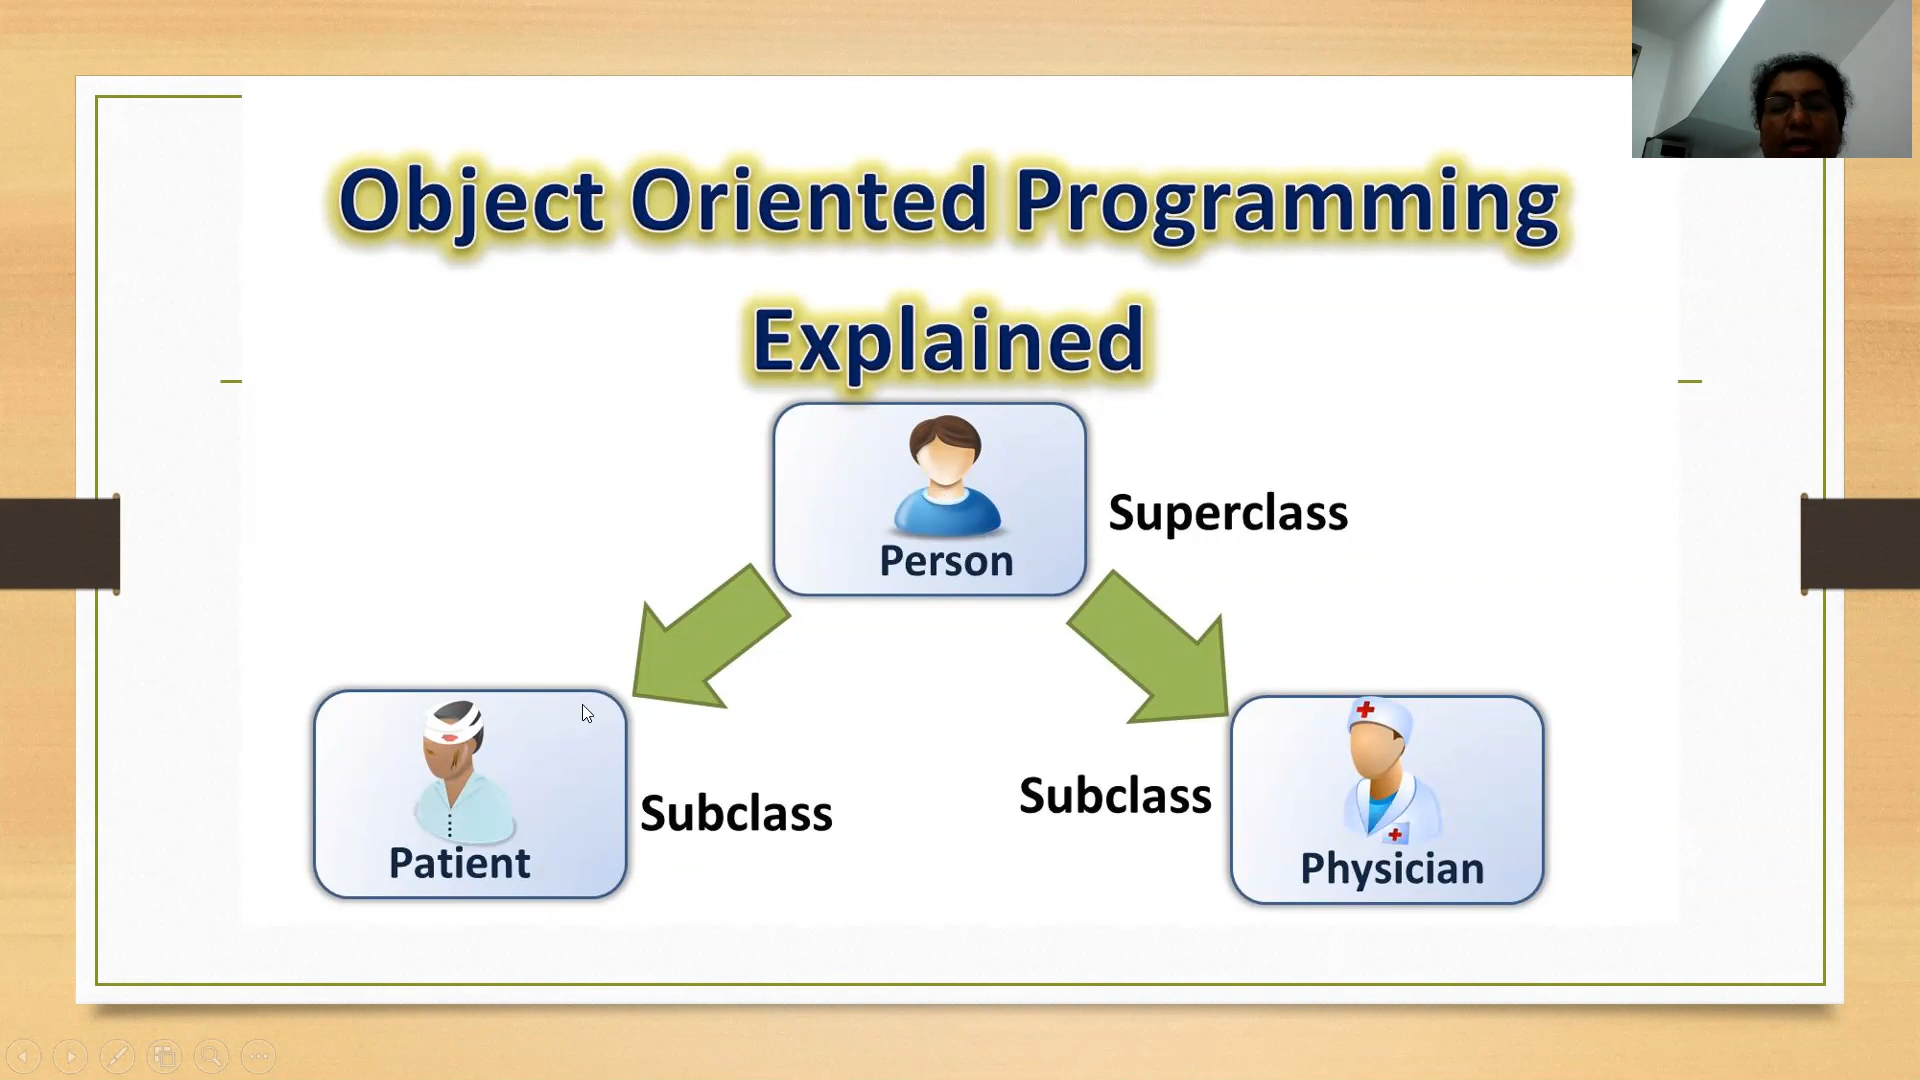 Object Oriented Programming
Explained
Person
Superclass
Patient
Subclass
Subclass
Physician